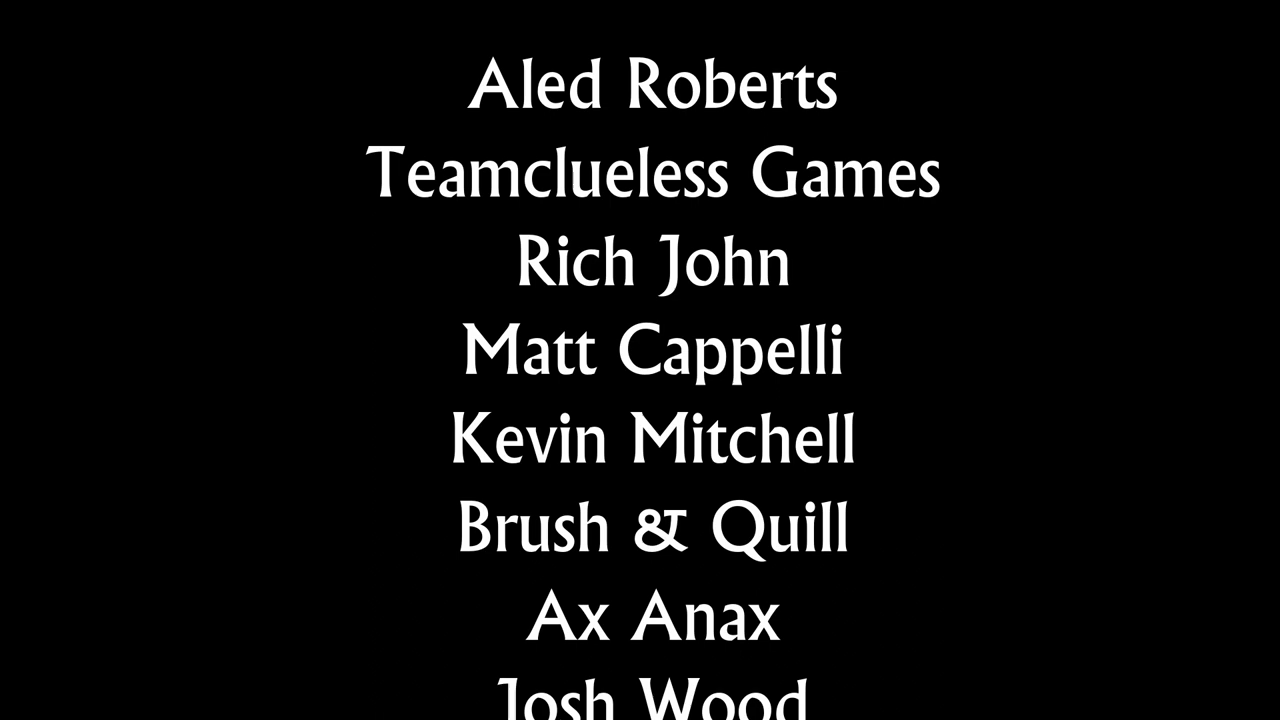 Aled Roberts
Teamclueless Games
Rich John
Matt Cappelli
Kevin Mitchell
Brush & Quill
Ax Anax
Josh Wood